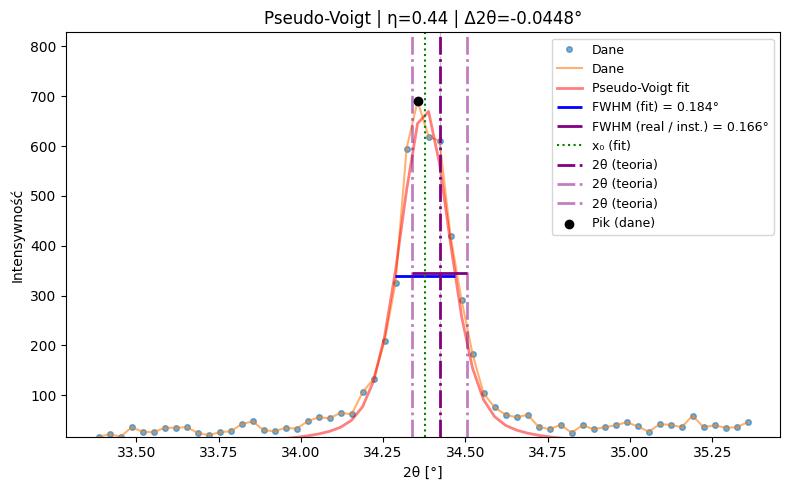 Pseudo-Voigt | η=0.44 | Δ2θ=-0.0448°
Intensywność
800
700
600
500
400
300
200
100
Dane
Dane
Pseudo-Voigt fit
FWHM (fit) = 0.184°
FWHM (real / inst.) = 0.166°
x₀ (fit)
2θ (teoria)
2θ (teoria)
2θ (teoria)
Pik (dane)
33.50 33.75 34.00 34.25 34.50 34.75 35.00 35.25
2θ [°]